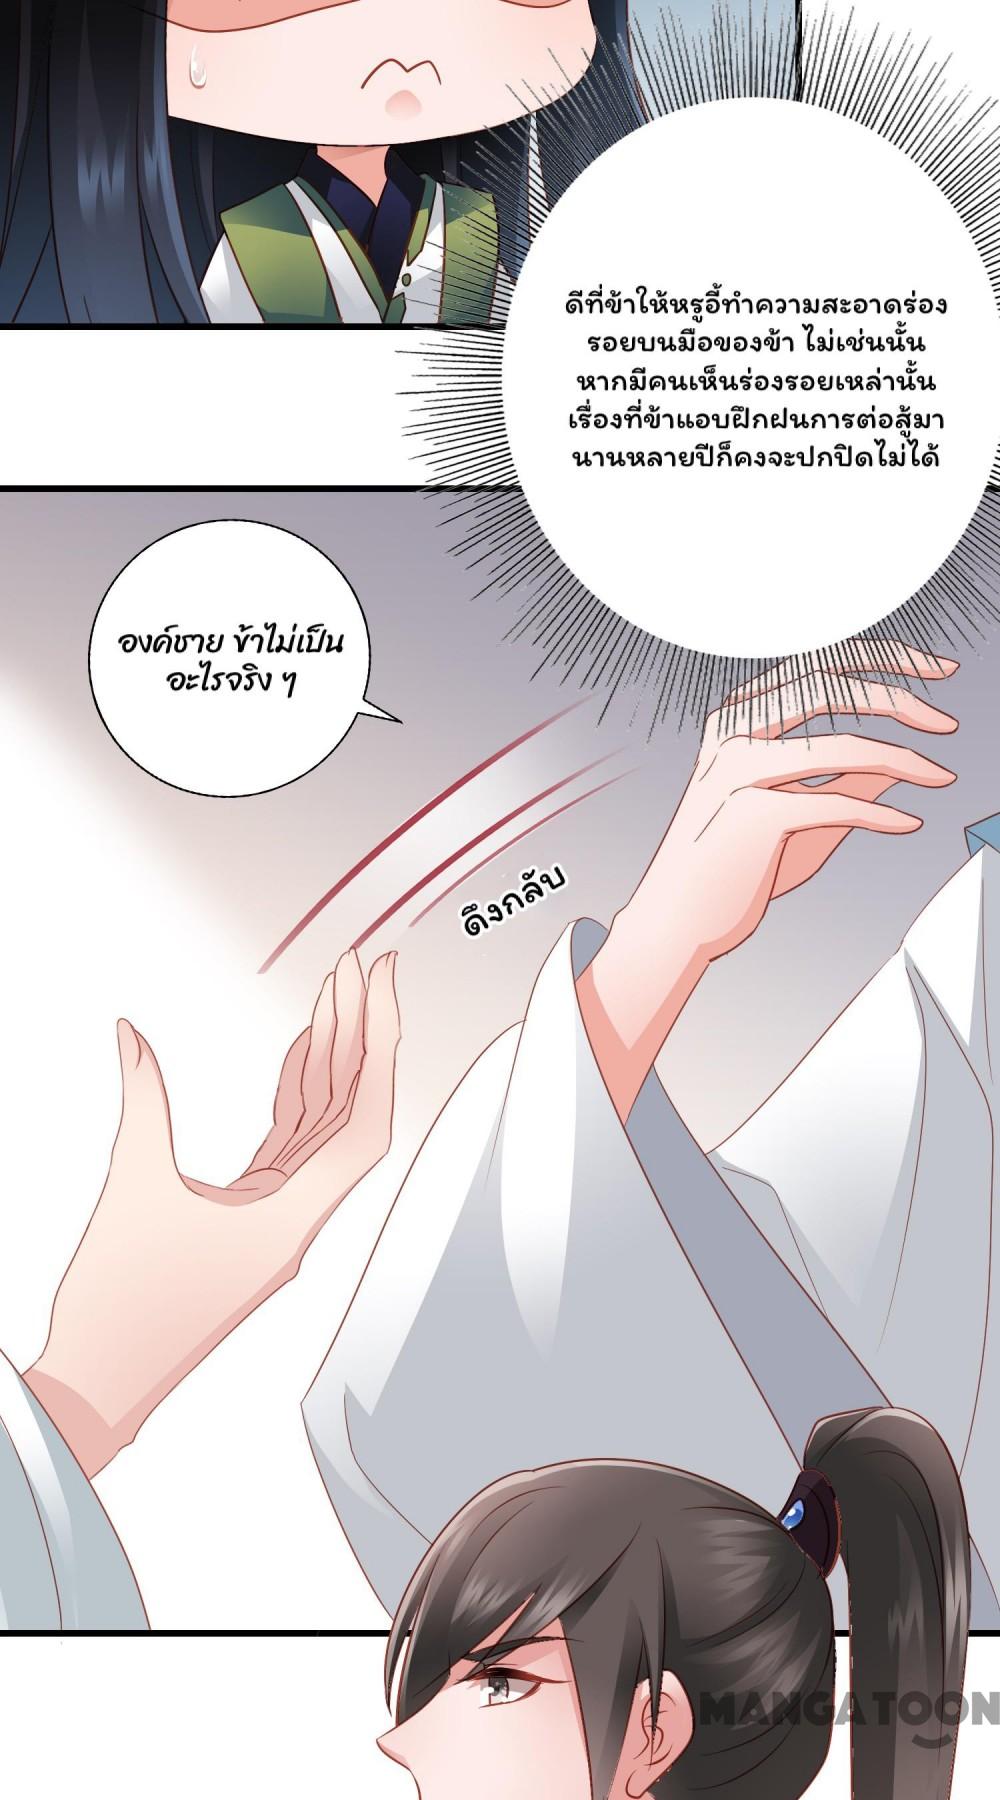 ดีที่ข้าให้หรูอี้ทำความสะอาดร่อง
รอยบนมือของข้า ไม่เช่นนั้น
หากมีคนเห็นร่องรอยเหล่านั้น
เรื่องที่ข้าแอบฝึกฝนการต่อสู้มา
นานหลายปีก็คงจะปกปิดไม่ได้
องค์ชาย ข้าไม่เป็น
อะไรจริง ๆ
ดึงกลับ
MANGATOON